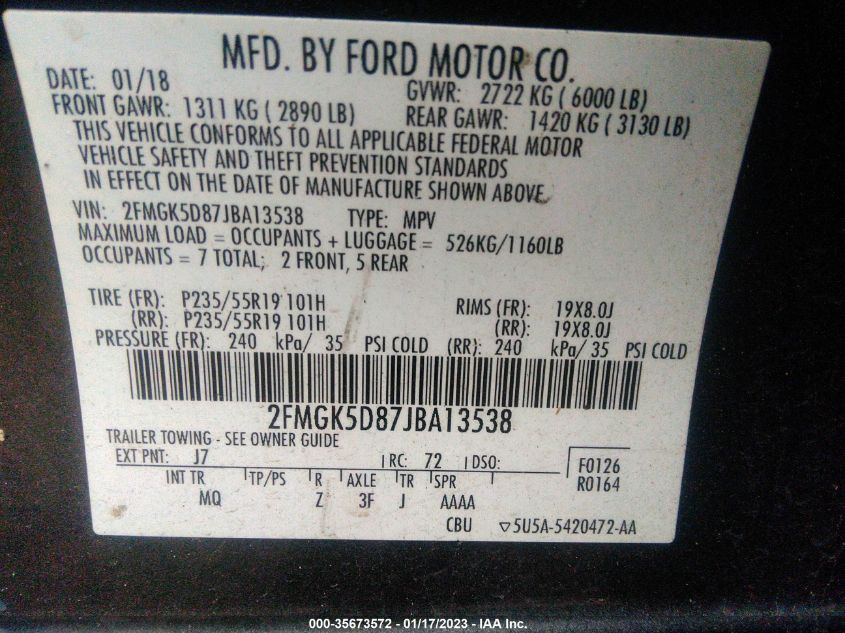 MFD. BY FORD MOTOR CO.
DATE: 01/18 GVWR: 2722 KG ( 6000 LB)
FRONT GAWR: 1311 KG ( 2890 LB) REAR GAWR: 1420 KG ( 3130 LB)
THIS VEHICLE CONFORMS TO ALL APPLICABLE FEDERAL MOTOR
VEHICLE SAFETY AND THEFT PREVENTION STANDARDS
IN EFFECT ON THE DATE OF MANUFACTURE SHOWN ABOVE.
VIN: 2FMGK5D87JBA13538 TYPE: MPV
MAXIMUM LOAD = OCCUPANTS + LUGGAGE = 526KG/1160LB
OCCUPANTS = 7 TOTAL; 2 FRONT, 5 REAR
TIRE (FR): P235/55R19 101H RIMS (FR): 19X8.0J
(RR): P235/55R19 101H (RR): 19X8.0J
PRESSURE (FR): 240 kPa/ 35 PSI COLD (RR): 240 kPa/ 35 PSI COLD
2FMGK5D87JBA13538
TRAILER TOWING - SEE OWNER GUIDE
EXT PNT: J7 RC: 72 DSO: F0126
INT TR TP/PS R AXLE TR SPR R0164
MQ Z 3F J AAAA
CBU ▽5U5A-5420472-AA
000-35673572 - 01/17/2023 - IAA Inc.